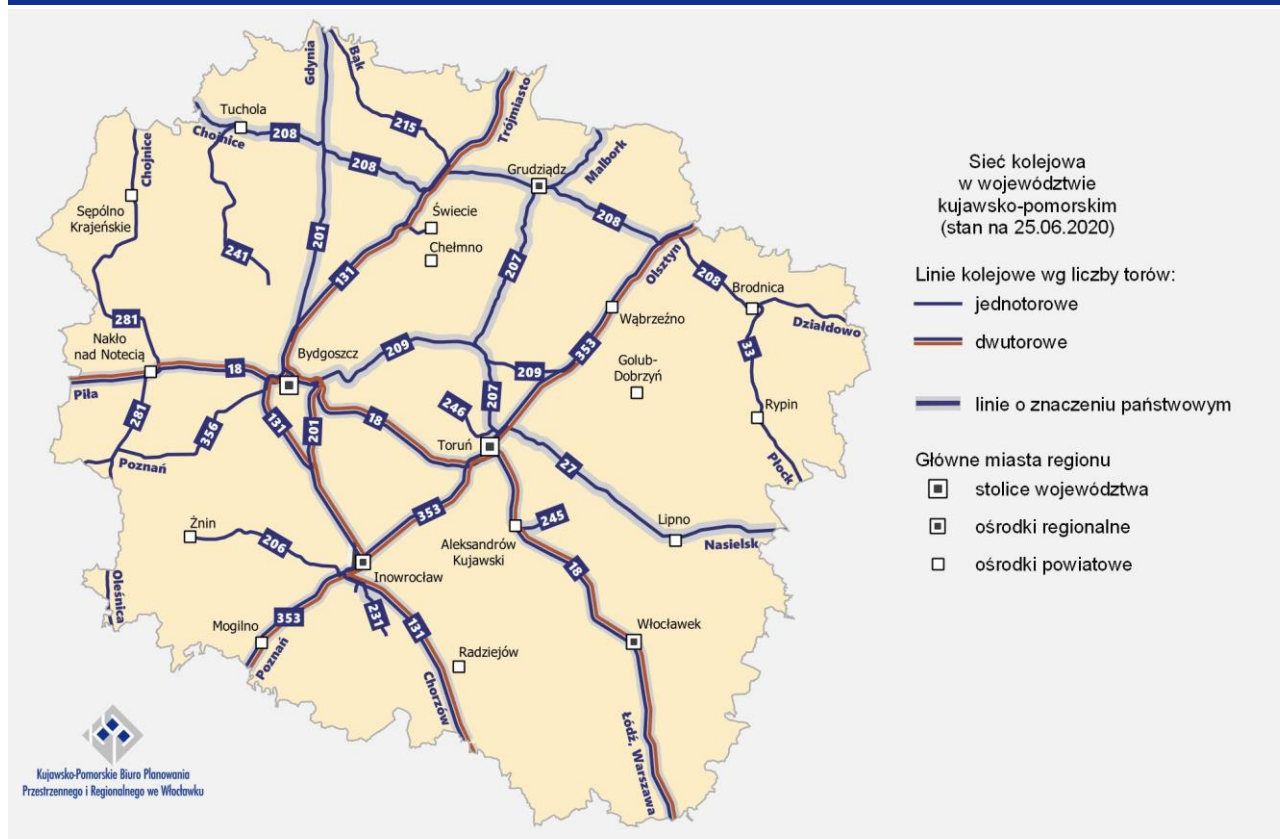 Gdynia
Bąk
Trójmiasto
Tuchola
215
Chojnice
208
Chojnice
208
Grudziądz
Malbork
Sępólno
Krajeńskie
Świecie
Chełmno
208
241
201
131
207
Olsztyn
208
Brodnica
Wąbrzeźno
Działdowo
281
Nakło
nad Notecią
Bydgoszcz
209
353
33
18
209
Golub-
Dobrzyń
Piła
207
Rypin
281
356
131
201
18
246
Toruń
Poznań
27
Płock
353
Lipno
Żnin
245
Nasielsk
206
Aleksandrów
Kujawski
18
Oleśnica
Inowrocław
353
231
Mogilno
131
Włocławek
Poznań
Radziejów
Chorzów
Łódź, Warszawa
Sieć kolejowa
w województwie
kujawsko-pomorskim
(stan na 25.06.2020)
Linie kolejowe wg liczby torów:
jednotorowe
dwutorowe
linie o znaczeniu państwowym
Główne miasta regionu
stolice województwa
ośrodki regionalne
ośrodki powiatowe
Kujawsko-Pomorskie Biuro Planowania
Przestrzennego i Regionalnego we Włocławku